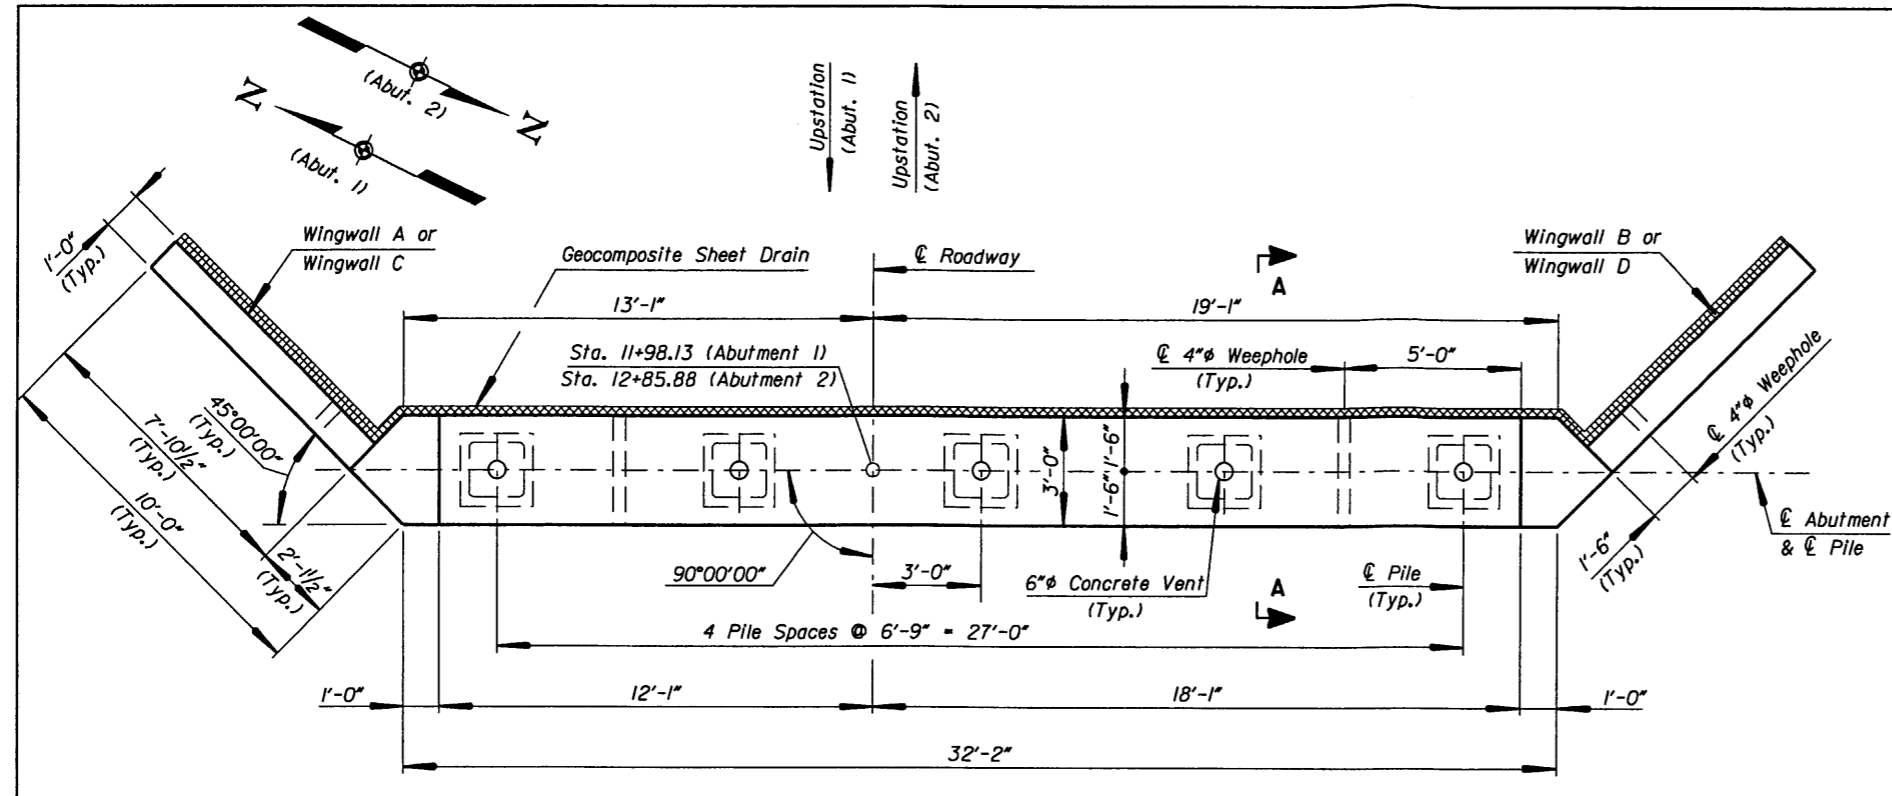 (Abut. 2)
N
N
(Abut. 1)
Upstation
(Abut. 1)
Upstation
(Abut. 2)
1'-0"
(Typ.)
Wingwall A or
Wingwall C
Geocomposite Sheet Drain
℄ Roadway
A
Wingwall B or
Wingwall D
13'-1"
19'-1"
Sta. 11+98.13 (Abutment 1)
Sta. 12+85.88 (Abutment 2)
℄ 4"ø Weephole
(Typ.)
5'-0"
℄ 4"ø Weephole
(Typ.)
45°00'00"
(Typ.)
7'-10 1/2"
(Typ.)
10'-0"
(Typ.)
2'-1 1/2"
(Typ.)
3'-0"
1'-6"
1'-6"
1'-6"
(Typ.)
℄ Abutment
& ℄ Pile
90°00'00"
3'-0"
6"ø Concrete Vent
(Typ.)
A
℄ Pile
(Typ.)
4 Pile Spaces @ 6'-9" = 27'-0"
1'-0"
12'-1"
18'-1"
1'-0"
32'-2"